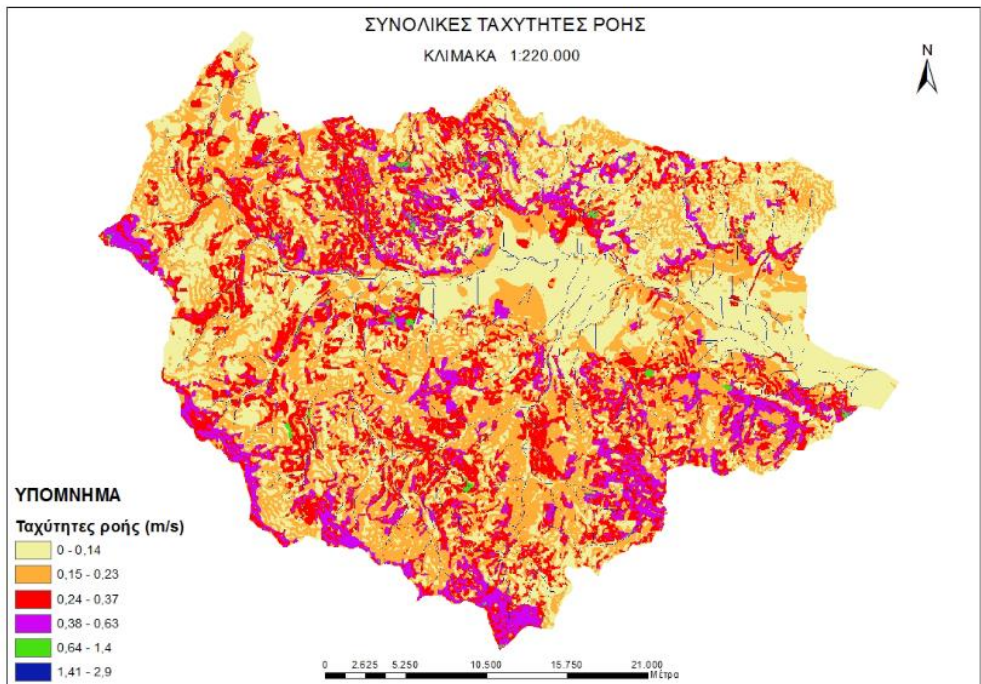 ΣΥΝΟΛΙΚΕΣ ΤΑΧΥΤΗΤΕΣ ΡΟΗΣ
ΚΛΙΜΑΚΑ 1:220.000
N
ΥΠΟΜΝΗΜΑ
Ταχύτητες ροής (m/s)
0 - 0,14
0,15 - 0,23
0,24 - 0,37
0,38 - 0,63
0,64 - 1,4
1,41 - 2,9
0 2.625 5.250 10.500 15.750 21.000
Μέτρα